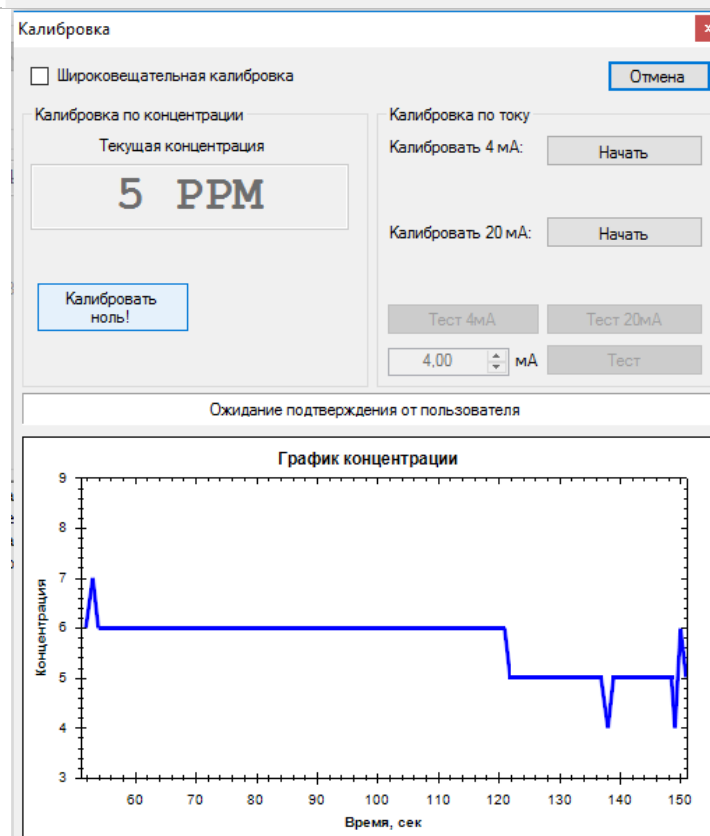 Калибровка
Широковещательная калибровка
Отмена
Калибровка по концентрации
Текущая концентрация
5 PPM
Калибровать
ноль!
Калибровка по току
Калибровать 4 мА:
Начать
Калибровать 20 мА:
Начать
Тест 4мА
Тест 20мА
4,00
мА
Тест
Ожидание подтверждения от пользователя
График концентрации
Концентрация
9
8
7
6
5
4
3
60 70 80 90 100 110 120 130 140 150
Время, сек